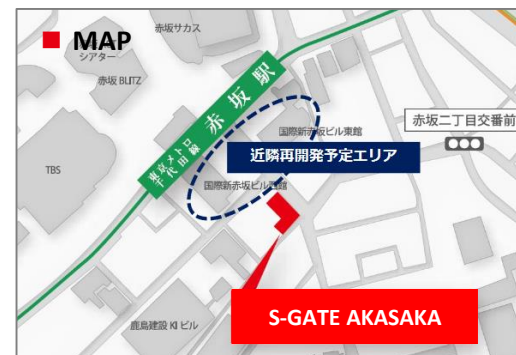 ■ MAP
赤坂サカス
シアター
赤坂 BLITZ
東京メトロ
千代田線
赤坂駅
国際新赤坂ビル東館
赤坂二丁目交番前
近隣再開発予定エリア
TBS
国際新赤坂ビル西館
S-GATE AKASAKA
鹿島建設 KI ビル